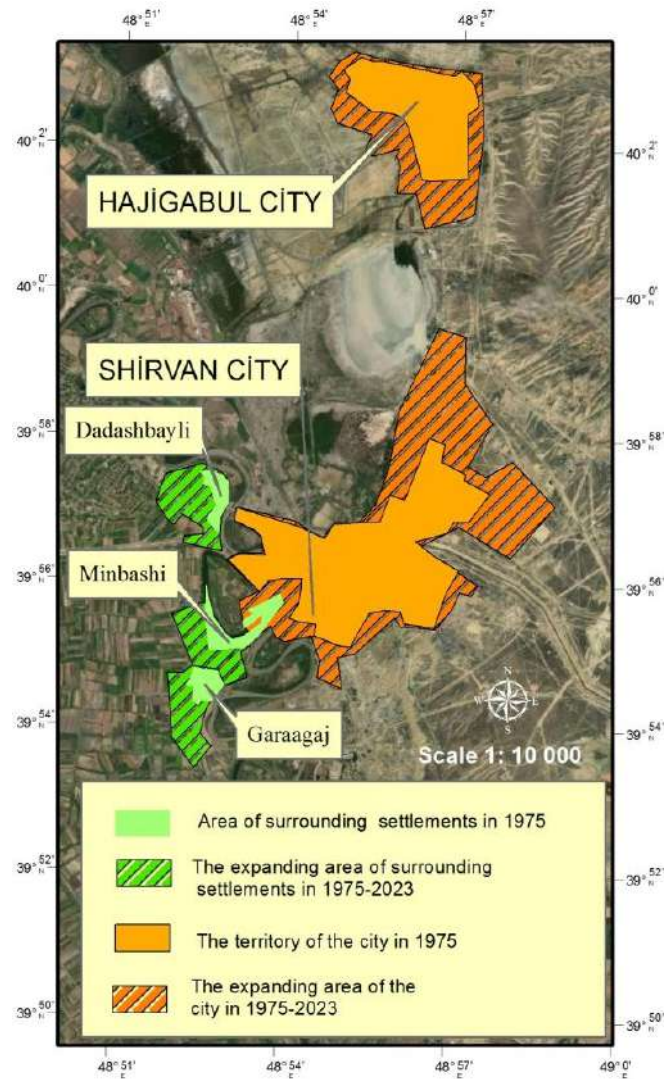 48° 51' E
48° 54' E
48° 57' E
40° 2' N
40° 2' N
HAJİGABUL CİTY
40° 0' N
40° 0' N
SHİRVAN CİTY
39° 58' N
39° 58' N
Dadashbayli
39° 56' N
39° 56' N
Minbashi
N
W E
S
39° 54' N
39° 54' N
Garaagaj
Scale 1: 10 000
Area of surrounding settlements in 1975
The expanding area of surrounding
settlements in 1975-2023
39° 52' N
39° 52' N
The territory of the city in 1975
The expanding area of the
city in 1975-2023
39° 50' N
39° 50' N
48° 51' E
48° 54' E
48° 57' E
49° 0' E